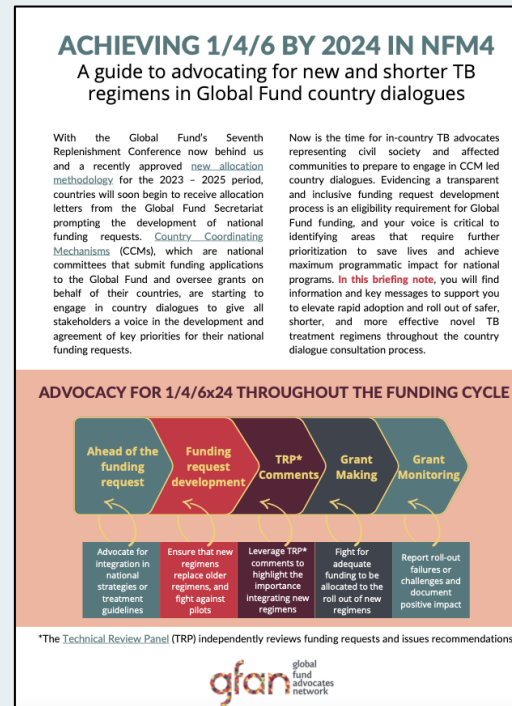 ACHIEVING 1/4/6 BY 2024 IN NFM4
A guide to advocating for new and shorter TB
regimens in Global Fund country dialogues
With the Global Fund's Seventh
Replenishment Conference now behind us
and a recently approved new allocation
methodology for the 2023 – 2025 period,
countries will soon begin to receive allocation
letters from the Global Fund Secretariat
prompting the development of national
funding requests. Country Coordinating
Mechanisms (CCMs), which are national
committees that submit funding applications
to the Global Fund and oversee grants on
behalf of their countries, are starting to
engage in country dialogues to give all
stakeholders a voice in the development and
agreement of key priorities for their national
funding requests.
Now is the time for in-country TB advocates
representing civil society and affected
communities to prepare to engage in CCM led
country dialogues. Evidencing a transparent
and inclusive funding request development
process is an eligibility requirement for Global
Fund funding, and your voice is critical to
identifying areas that require further
prioritization to save lives and achieve
maximum programmatic impact for national
programs. In this briefing note, you will find
information and key messages to support you
to elevate rapid adoption and roll out of safer,
shorter, and more effective novel TB
treatment regimens throughout the country
dialogue consultation process.
ADVOCACY FOR 1/4/6x24 THROUGHOUT THE FUNDING CYCLE
Ahead of the
funding
request
Funding
request
development
TRP*
Comments
Grant
Making
Grant
Monitoring
Advocate for
integration in
national
strategies or
treatment
guidelines
Ensure that new
regimens
replace older
regimens, and
fight against
pilots
Leverage TRP*
comments to
highlight the
importance
integrating new
regimens
Fight for
adequate
funding to be
allocated to the
roll out of new
regimens
Report roll-out
failures or
challenges and
document
positive impact
*The Technical Review Panel (TRP) independently reviews funding requests and issues recommendations
gfan
global
fund
advocates
network